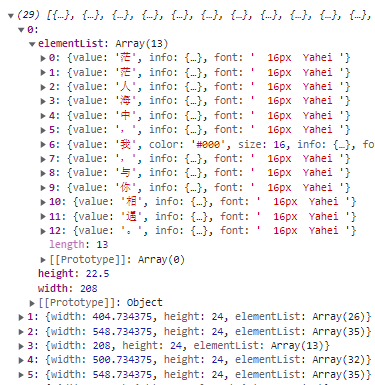 ▼ (29) [{…}, {…}, {…}, {…}, {…}, {…}, {…}, {…}, {…}, {…},
▼ 0:
▼ elementList: Array(13)
▶ 0: {value: '茫', info: {…}, font: '  16px  Yahei '}
▶ 1: {value: '茫', info: {…}, font: '  16px  Yahei '}
▶ 2: {value: '人', info: {…}, font: '  16px  Yahei '}
▶ 3: {value: '海', info: {…}, font: '  16px  Yahei '}
▶ 4: {value: '中', info: {…}, font: '  16px  Yahei '}
▶ 5: {value: '，', info: {…}, font: '  16px  Yahei '}
▶ 6: {value: '我', color: '#000', size: 16, info: {…}, fo
▶ 7: {value: '，', info: {…}, font: '  16px  Yahei '}
▶ 8: {value: '与', info: {…}, font: '  16px  Yahei '}
▶ 9: {value: '你', info: {…}, font: '  16px  Yahei '}
▶ 10: {value: '相', info: {…}, font: '  16px  Yahei '}
▶ 11: {value: '遇', info: {…}, font: '  16px  Yahei '}
▶ 12: {value: '。', info: {…}, font: '  16px  Yahei '}
length: 13
▶ [[Prototype]]: Array(0)
height: 22.5
width: 208
▶ [[Prototype]]: Object
▶ 1: {width: 404.734375, height: 24, elementList: Array(26)}
▶ 2: {width: 548.734375, height: 24, elementList: Array(35)}
▶ 3: {width: 208, height: 24, elementList: Array(13)}
▶ 4: {width: 500.734375, height: 24, elementList: Array(32)}
▶ 5: {width: 548.734375, height: 24, elementList: Array(35)}